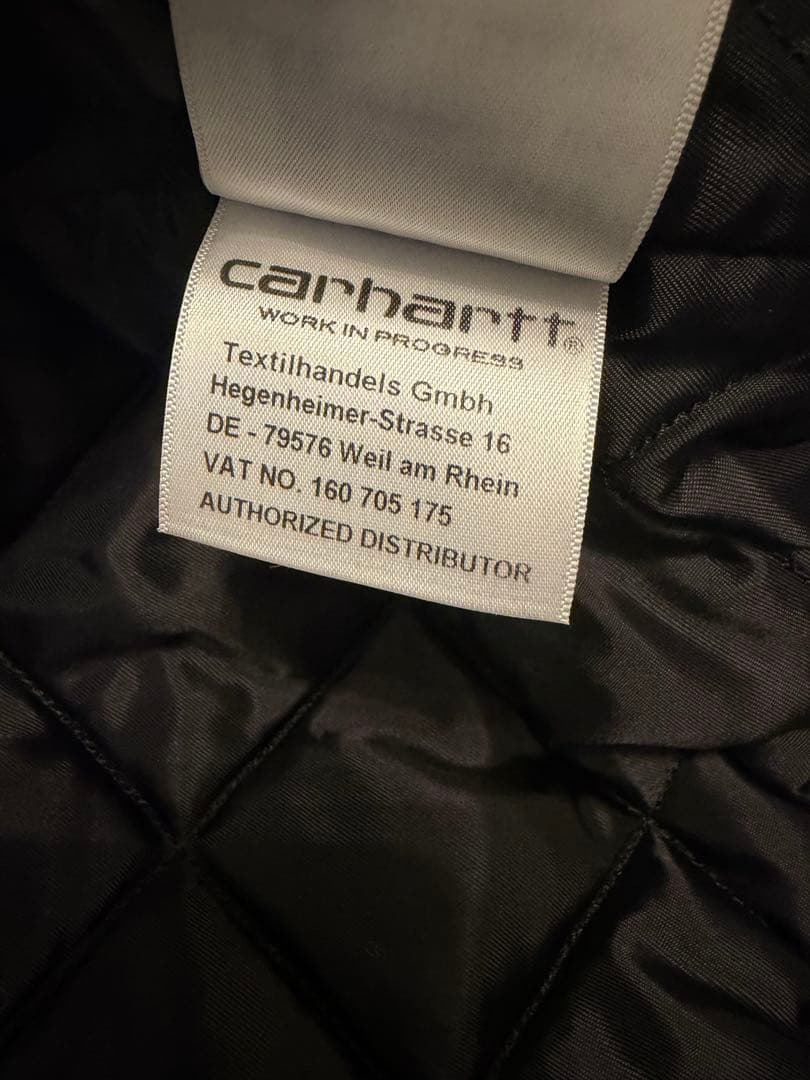 carhartt®
WORK IN PROGRESS
Textilhandels Gmbh
Hegenheimer-Strasse 16
DE - 79576 Weil am Rhein
VAT NO. 160 705 175
AUTHORIZED DISTRIBUTOR